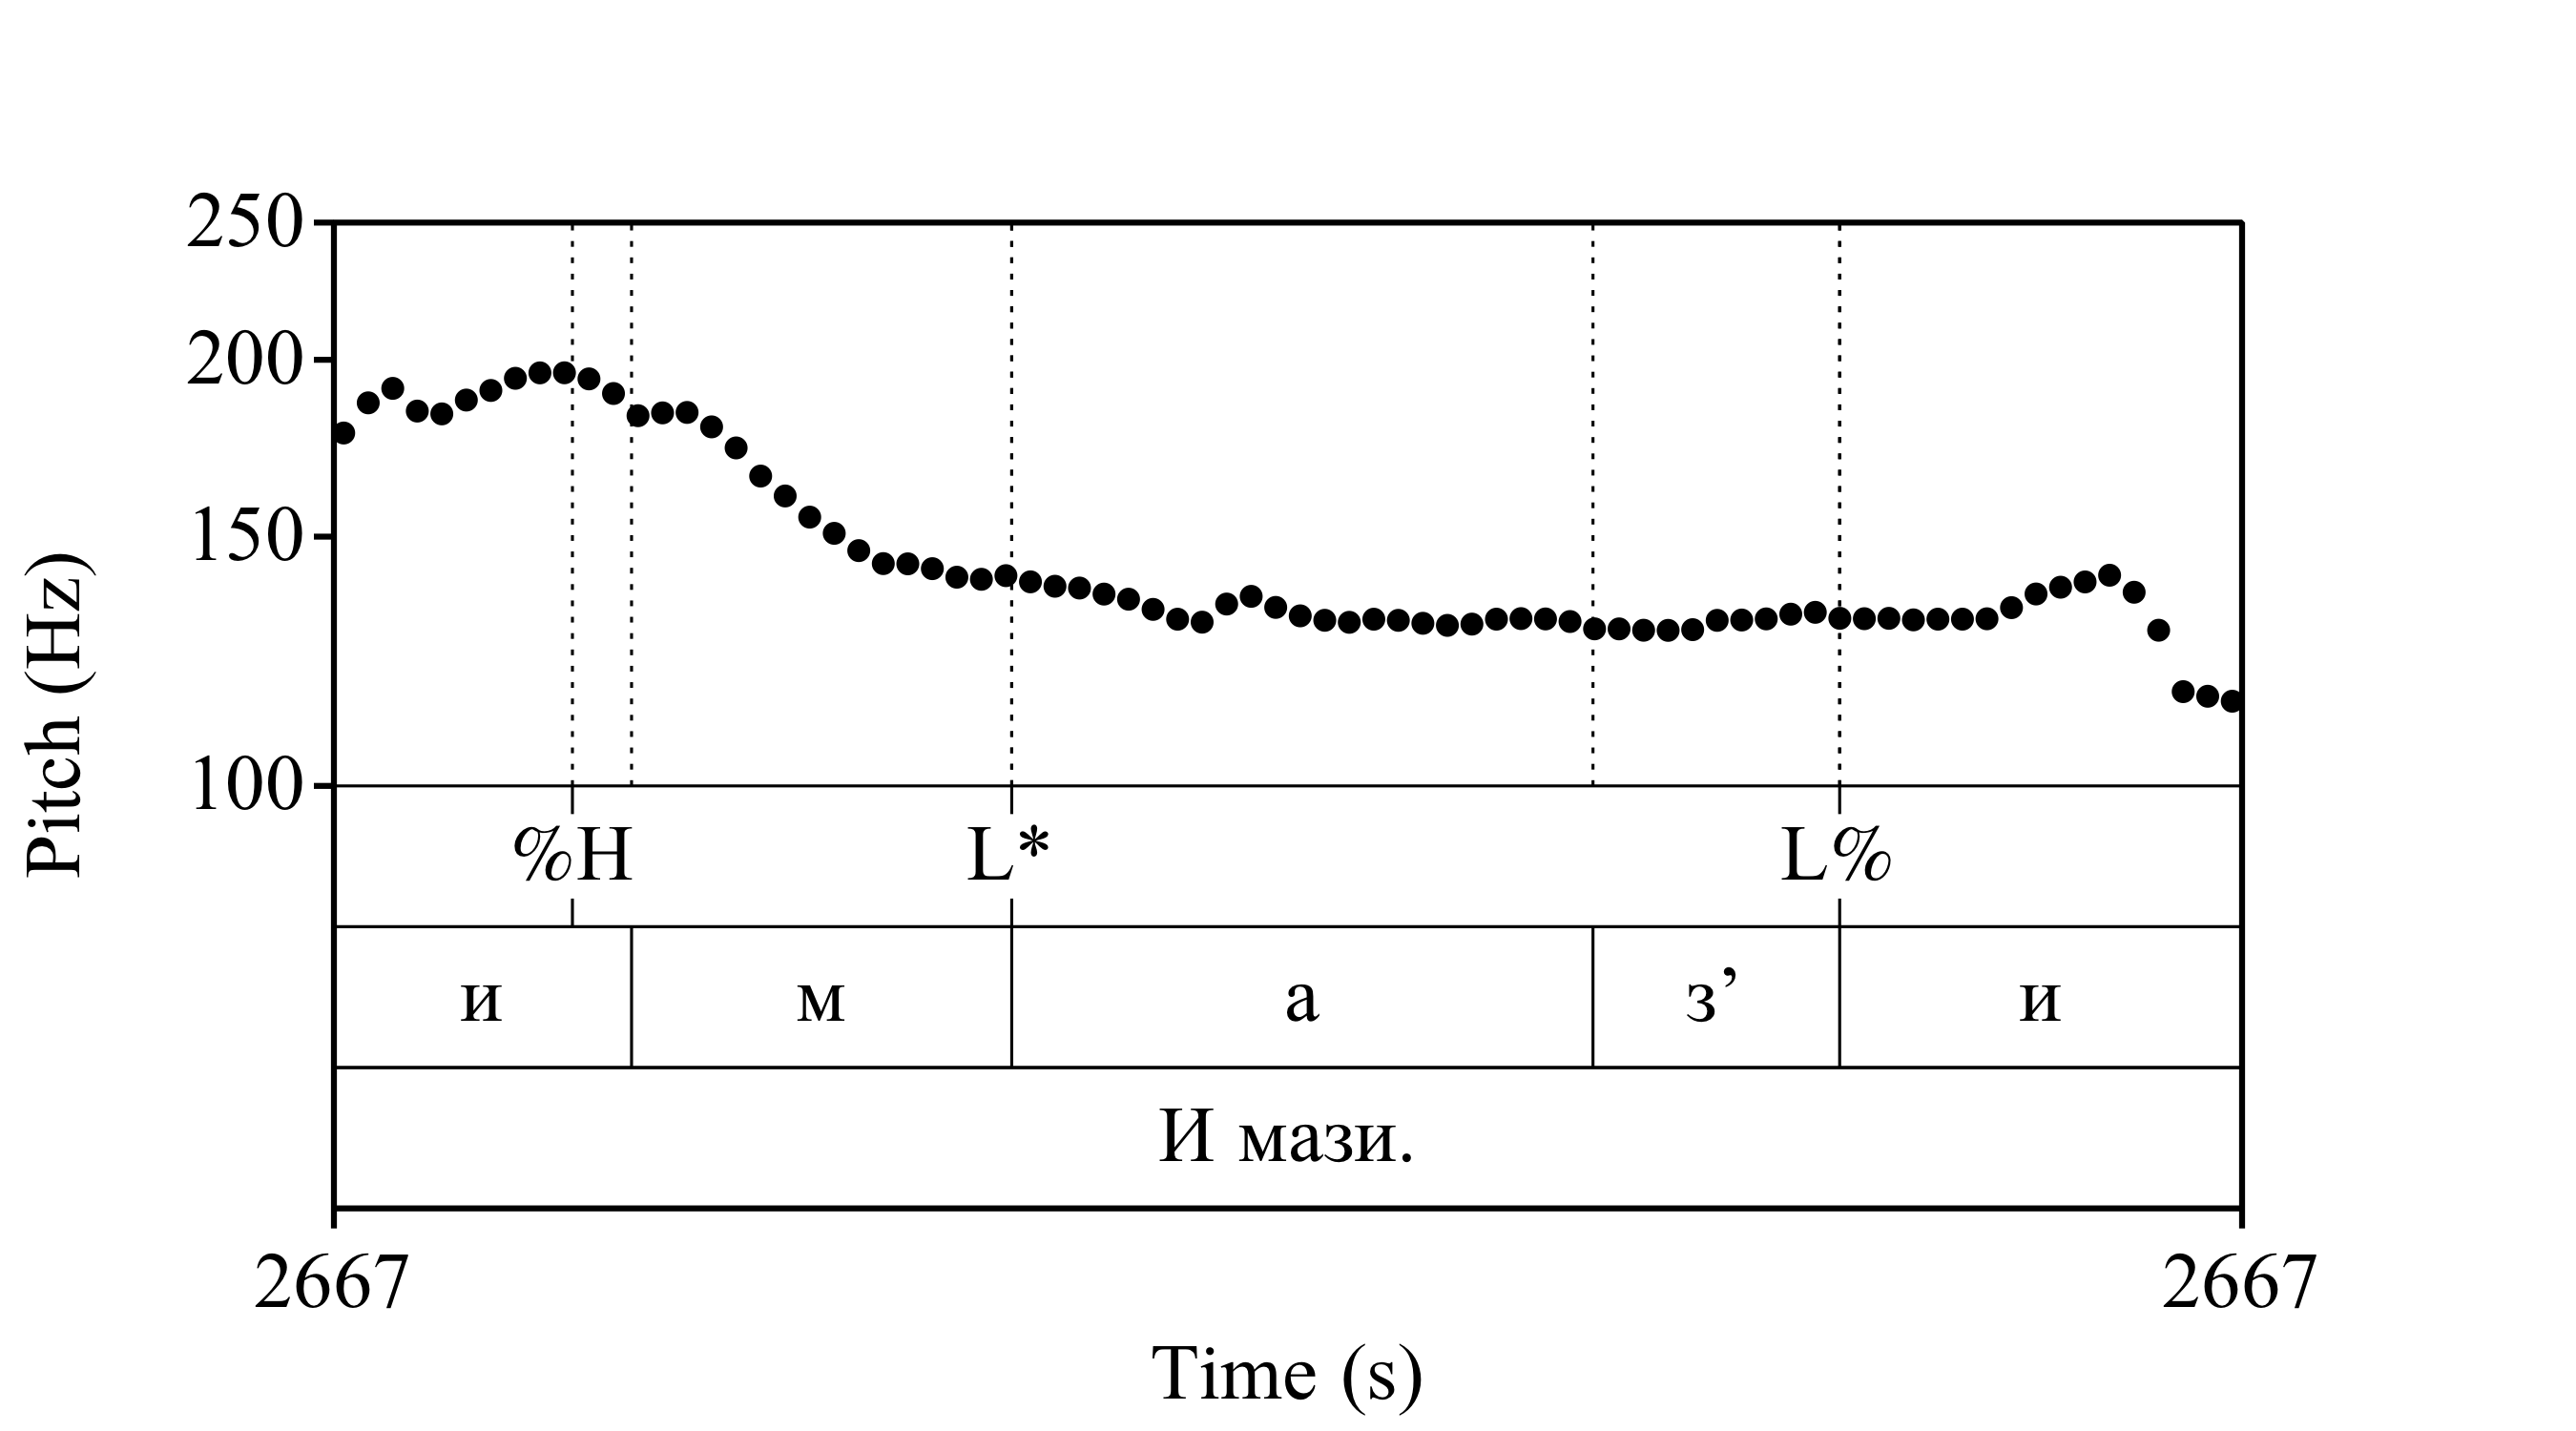 250
200
150
100
Pitch (Hz)
%H L* L%
и м а з’ и
И мази.
2667 2667
Time (s)